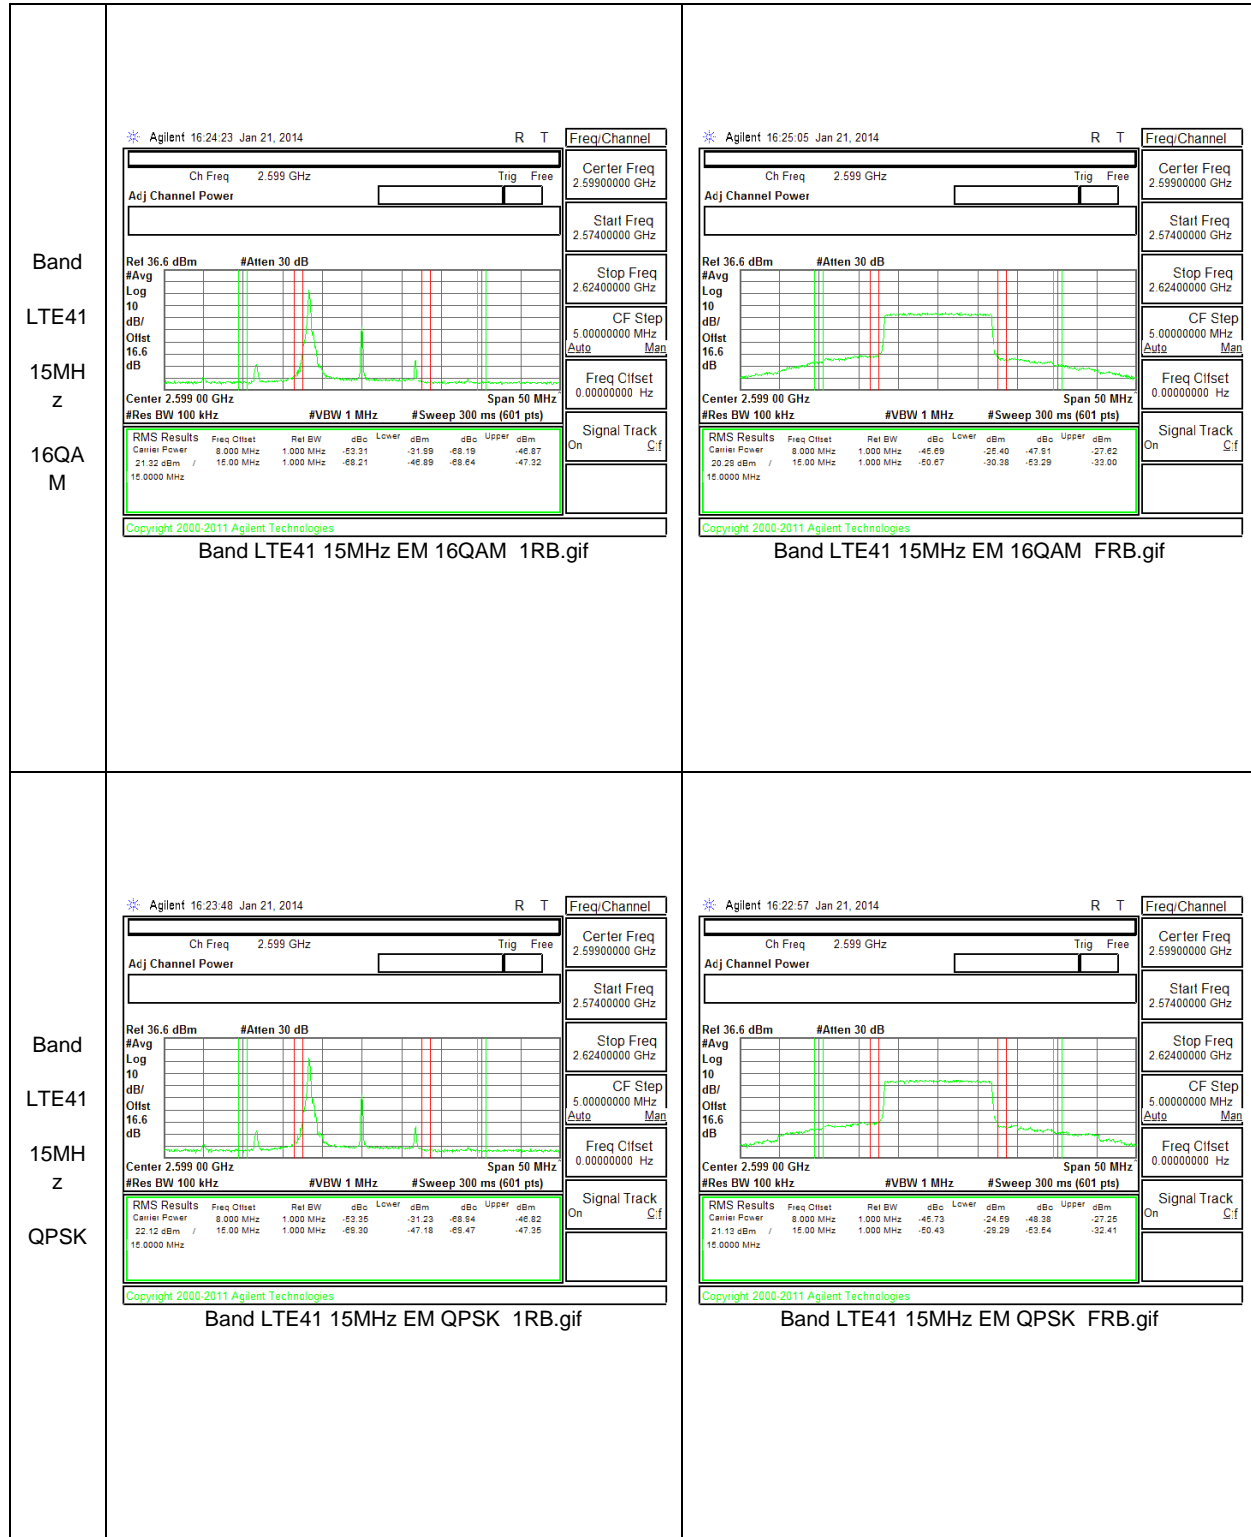 Band
LTE41
15MH
z
16QA
M
Agilent 16:24:23 Jan 21, 2014 R T Freq/Channel
Ch Freq 2.599 GHz Trig Free
Adj Channel Power
Center Freq
2.59900000 GHz
Start Freq
2.57400000 GHz
Stop Freq
2.62400000 GHz
CF Step
5.00000000 MHz
Auto Man
Freq Offset
0.00000000 Hz
Signal Track
On Off
Ref 36.6 dBm #Atten 30 dB
#Avg
Log
10
dB/
Offst
16.6
dB
Center 2.599 00 GHz Span 50 MHz
#Res BW 100 kHz #VBW 1 MHz #Sweep 300 ms (601 pts)
RMS Results Freq Offset Ref BW dBc Lower dBm dBc Upper dBm
Carrier Power 8.000 MHz 1.000 MHz -53.31 -31.99 -68.19 -46.87
21.32 dBm / 15.00 MHz 1.000 MHz -68.21 -46.89 -68.64 -47.32
15.0000 MHz
Copyright 2000-2011 Agilent Technologies
Band LTE41 15MHz EM 16QAM 1RB.gif
Agilent 16:25:05 Jan 21, 2014 R T Freq/Channel
Ch Freq 2.599 GHz Trig Free
Adj Channel Power
Center Freq
2.59900000 GHz
Start Freq
2.57400000 GHz
Stop Freq
2.62400000 GHz
CF Step
5.00000000 MHz
Auto Man
Freq Offset
0.00000000 Hz
Signal Track
On Off
Ref 36.6 dBm #Atten 30 dB
#Avg
Log
10
dB/
Offst
16.6
dB
Center 2.599 00 GHz Span 50 MHz
#Res BW 100 kHz #VBW 1 MHz #Sweep 300 ms (601 pts)
RMS Results Freq Offset Ref BW dBc Lower dBm dBc Upper dBm
Carrier Power 8.000 MHz 1.000 MHz -45.69 -25.40 -47.91 -27.62
20.29 dBm / 15.00 MHz 1.000 MHz -50.67 -30.38 -53.29 -33.00
15.0000 MHz
Copyright 2000-2011 Agilent Technologies
Band LTE41 15MHz EM 16QAM FRB.gif
Band
LTE41
15MH
z
QPSK
Agilent 16:23:48 Jan 21, 2014 R T Freq/Channel
Ch Freq 2.599 GHz Trig Free
Adj Channel Power
Center Freq
2.59900000 GHz
Start Freq
2.57400000 GHz
Stop Freq
2.62400000 GHz
CF Step
5.00000000 MHz
Auto Man
Freq Offset
0.00000000 Hz
Signal Track
On Off
Ref 36.6 dBm #Atten 30 dB
#Avg
Log
10
dB/
Offst
16.6
dB
Center 2.599 00 GHz Span 50 MHz
#Res BW 100 kHz #VBW 1 MHz #Sweep 300 ms (601 pts)
RMS Results Freq Offset Ref BW dBc Lower dBm dBc Upper dBm
Carrier Power 8.000 MHz 1.000 MHz -53.35 -31.23 -68.94 -46.82
22.12 dBm / 15.00 MHz 1.000 MHz -69.30 -47.18 -69.47 -47.35
15.0000 MHz
Copyright 2000-2011 Agilent Technologies
Band LTE41 15MHz EM QPSK 1RB.gif
Agilent 16:22:57 Jan 21, 2014 R T Freq/Channel
Ch Freq 2.599 GHz Trig Free
Adj Channel Power
Center Freq
2.59900000 GHz
Start Freq
2.57400000 GHz
Stop Freq
2.62400000 GHz
CF Step
5.00000000 MHz
Auto Man
Freq Offset
0.00000000 Hz
Signal Track
On Off
Ref 36.6 dBm #Atten 30 dB
#Avg
Log
10
dB/
Offst
16.6
dB
Center 2.599 00 GHz Span 50 MHz
#Res BW 100 kHz #VBW 1 MHz #Sweep 300 ms (601 pts)
RMS Results Freq Offset Ref BW dBc Lower dBm dBc Upper dBm
Carrier Power 8.000 MHz 1.000 MHz -45.73 -24.59 -48.38 -27.25
21.13 dBm / 15.00 MHz 1.000 MHz -50.43 -29.29 -53.54 -32.41
15.0000 MHz
Copyright 2000-2011 Agilent Technologies
Band LTE41 15MHz EM QPSK FRB.gif